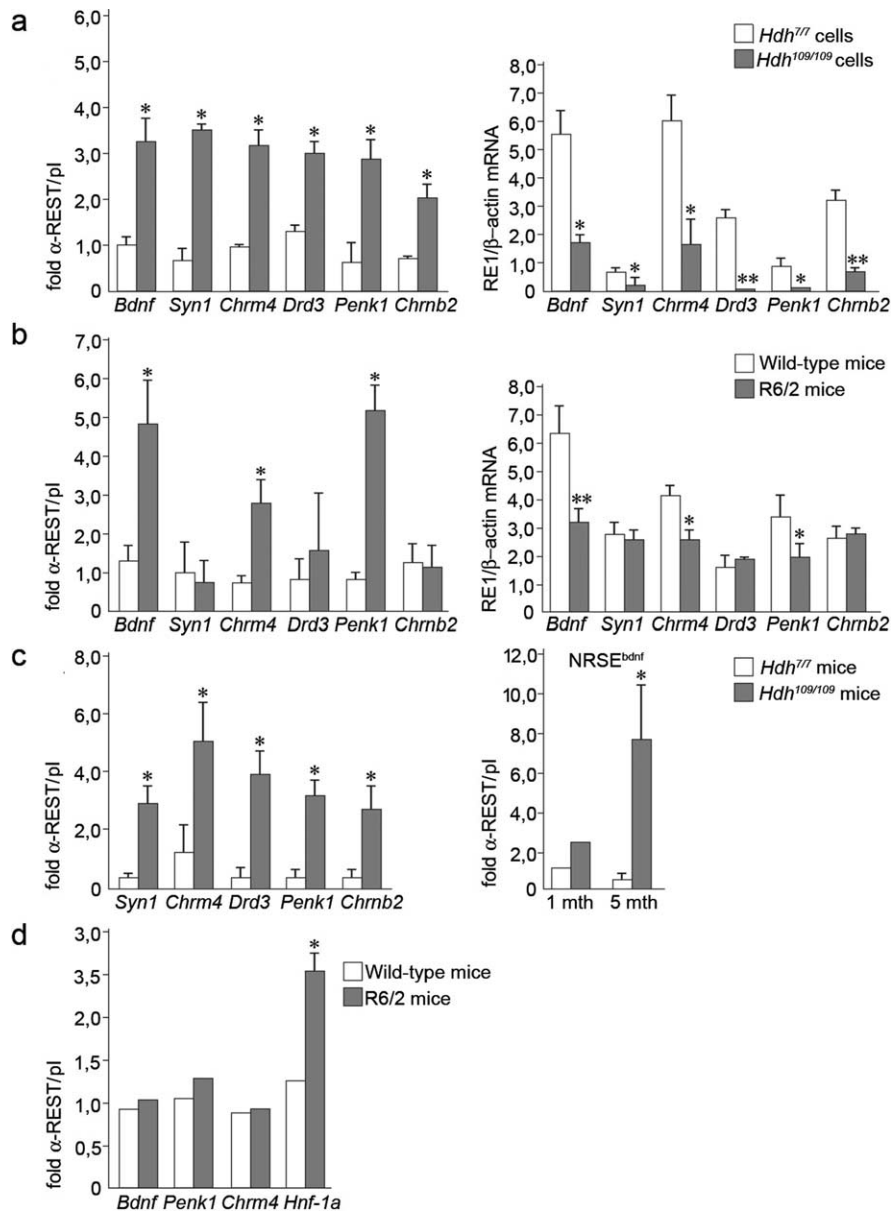 a
fold α-REST/pI
4,0
3,0
2,0
1,0
0
* * * * * *
Bdnf Syn1 Chrm4 Drd3 Penk1 Chrnb2
Hdh7/7 cells
Hdh109/109 cells
RE1/β–actin mRNA
8,0
7,0
6,0
5,0
4,0
3,0
2,0
1,0
0
* * * ** * **
Bdnf Syn1 Chrm4 Drd3 Penk1 Chrnb2
b
fold α-REST/pI
7,0
6,0
5,0
4,0
3,0
2,0
1,0
0
* * *
Bdnf Syn1 Chrm4 Drd3 Penk1 Chrnb2
Wild-type mice
R6/2 mice
RE1/β–actin mRNA
8,0
7,0
6,0
5,0
4,0
3,0
2,0
1,0
0
** * *
Bdnf Syn1 Chrm4 Drd3 Penk1 Chrnb2
c
fold α-REST/pI
8,0
6,0
4,0
2,0
0
* * * * *
Syn1 Chrm4 Drd3 Penk1 Chrnb2
NRSEbdnf
Hdh7/7 mice
Hdh109/109 mice
fold α-REST/pI
12,0
10,0
8,0
6,0
4,0
2,0
0
*
1 mth 5 mth
d
Wild-type mice
R6/2 mice
fold α-REST/pI
3,0
3,5
2,0
1,5
1,0
0,5
0
*
Bdnf Penk1 Chrm4 Hnf-1a